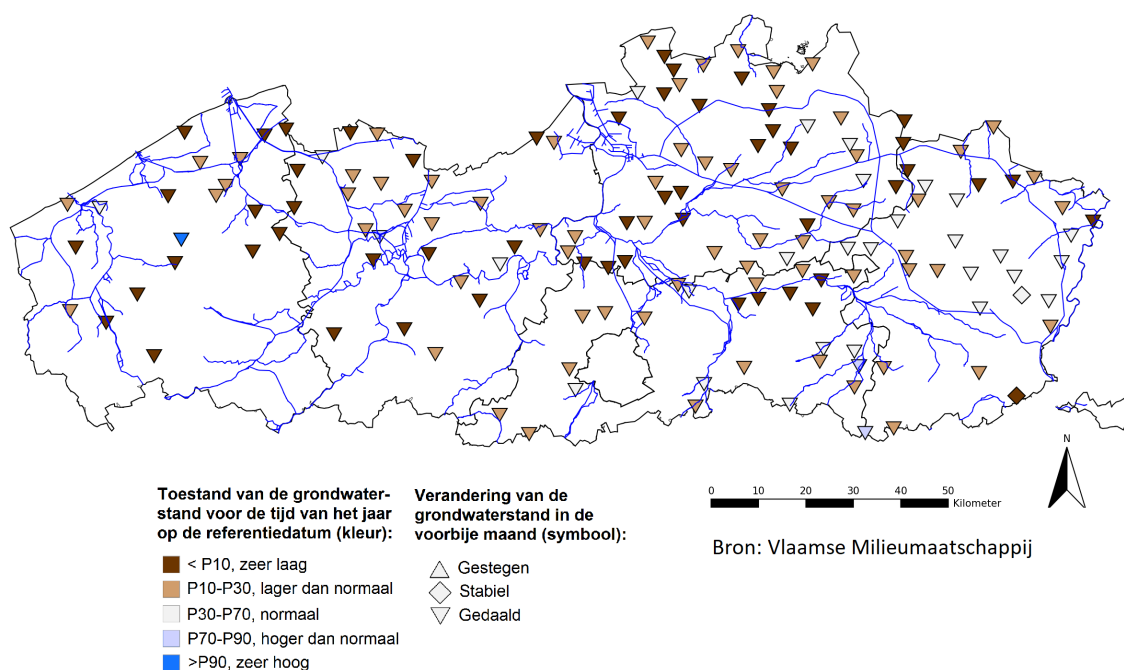 N
0 10 20 30 40 50
Kilometer
Bron: Vlaamse Milieumaatschappij
Toestand van de grondwater-
stand voor de tijd van het jaar
op de referentiedatum (kleur):
< P10, zeer laag
P10-P30, lager dan normaal
P30-P70, normaal
P70-P90, hoger dan normaal
>P90, zeer hoog
Verandering van de
grondwaterstand in de
voorbije maand (symbool):
Gestegen
Stabiel
Gedaald